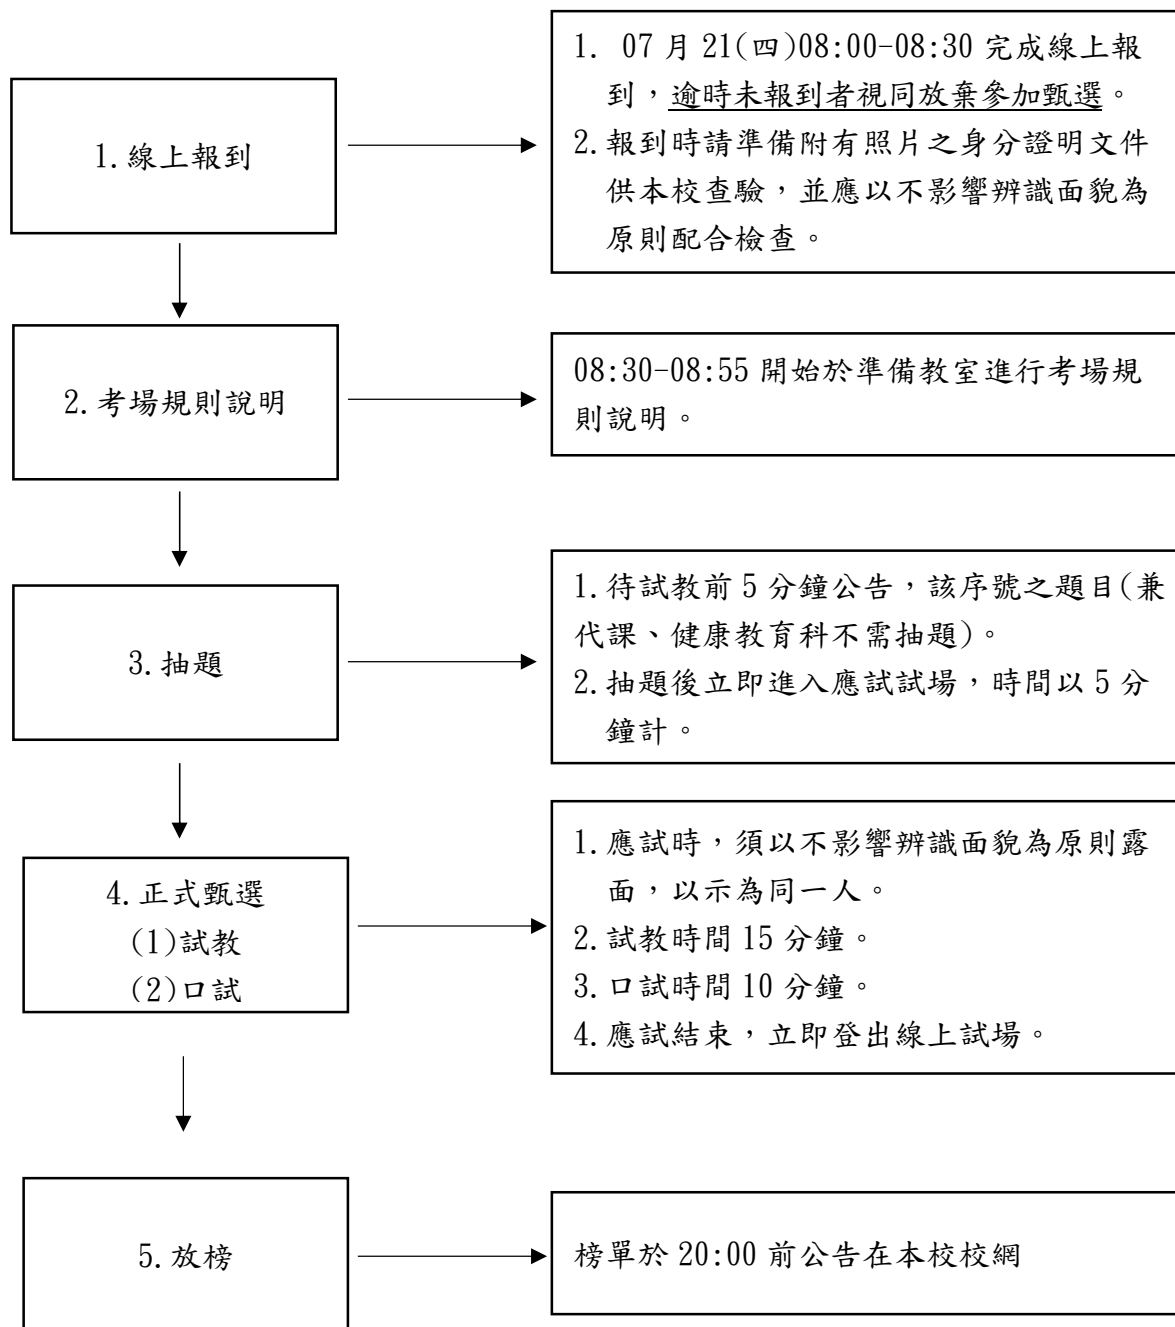 1.線上報到
1. 07月21(四)08:00-08:30完成線上報
到，逾時未報到者視同放棄參加甄選。
2.報到時請準備附有照片之身分證明文件
供本校查驗，並應以不影響辨識面貌為
原則配合檢查。
2.考場規則說明
08:30-08:55開始於準備教室進行考場規
則說明。
3.抽題
1.待試教前5分鐘公告，該序號之題目(兼
代課、健康教育科不需抽題)。
2.抽題後立即進入應試試場，時間以5分
鐘計。
4.正式甄選
(1)試教
(2)口試
1.應試時，須以不影響辨識面貌為原則露
面，以示為同一人。
2.試教時間15分鐘。
3.口試時間10分鐘。
4.應試結束，立即登出線上試場。
5.放榜
榜單於20:00前公告在本校校網